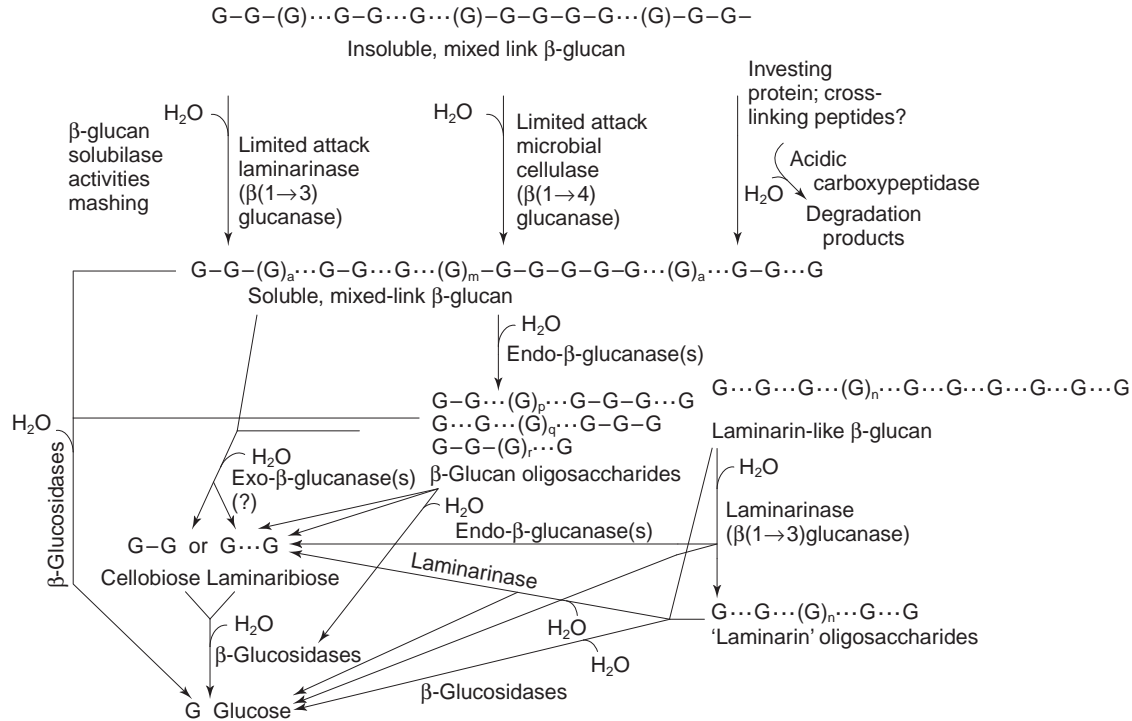 G–G–(G)···G–G···G···(G)–G–G–G–G···(G)–G–G–
Insoluble, mixed link β-glucan
Investing
protein; cross-
linking peptides?
H₂O
H₂O
β-glucan
solubilase
activities
mashing
Limited attack
laminarinase
(β(1→3)
glucanase)
Limited attack
microbial
cellulase
(β(1→4)
glucanase)
Acidic
carboxypeptidase
H₂O
Degradation
products
G–G–(G)ₐ···G–G···G···(G)ₘ–G–G–G–G–G···(G)ₐ···G–G···G
Soluble, mixed-link β-glucan
H₂O
Endo-β-glucanase(s)
G–G···(G)ₚ···G–G–G···G
G···G···(G)q···G–G–G
G–G–(G)ᵣ···G
β-Glucan oligosaccharides
G···G···G···(G)ₙ···G···G···G···G···G···G
Laminarin-like β-glucan
H₂O
β-Glucosidases
H₂O
Exo-β-glucanase(s)
(?)
H₂O
H₂O
Laminarinase
(β(1→3)glucanase)
Endo-β-glucanase(s)
G–G or G···G
Cellobiose Laminaribiose
Laminarinase
G···G···(G)ₙ···G···G
'Laminarin' oligosaccharides
H₂O
H₂O
β-Glucosidases
H₂O
β-Glucosidases
G Glucose